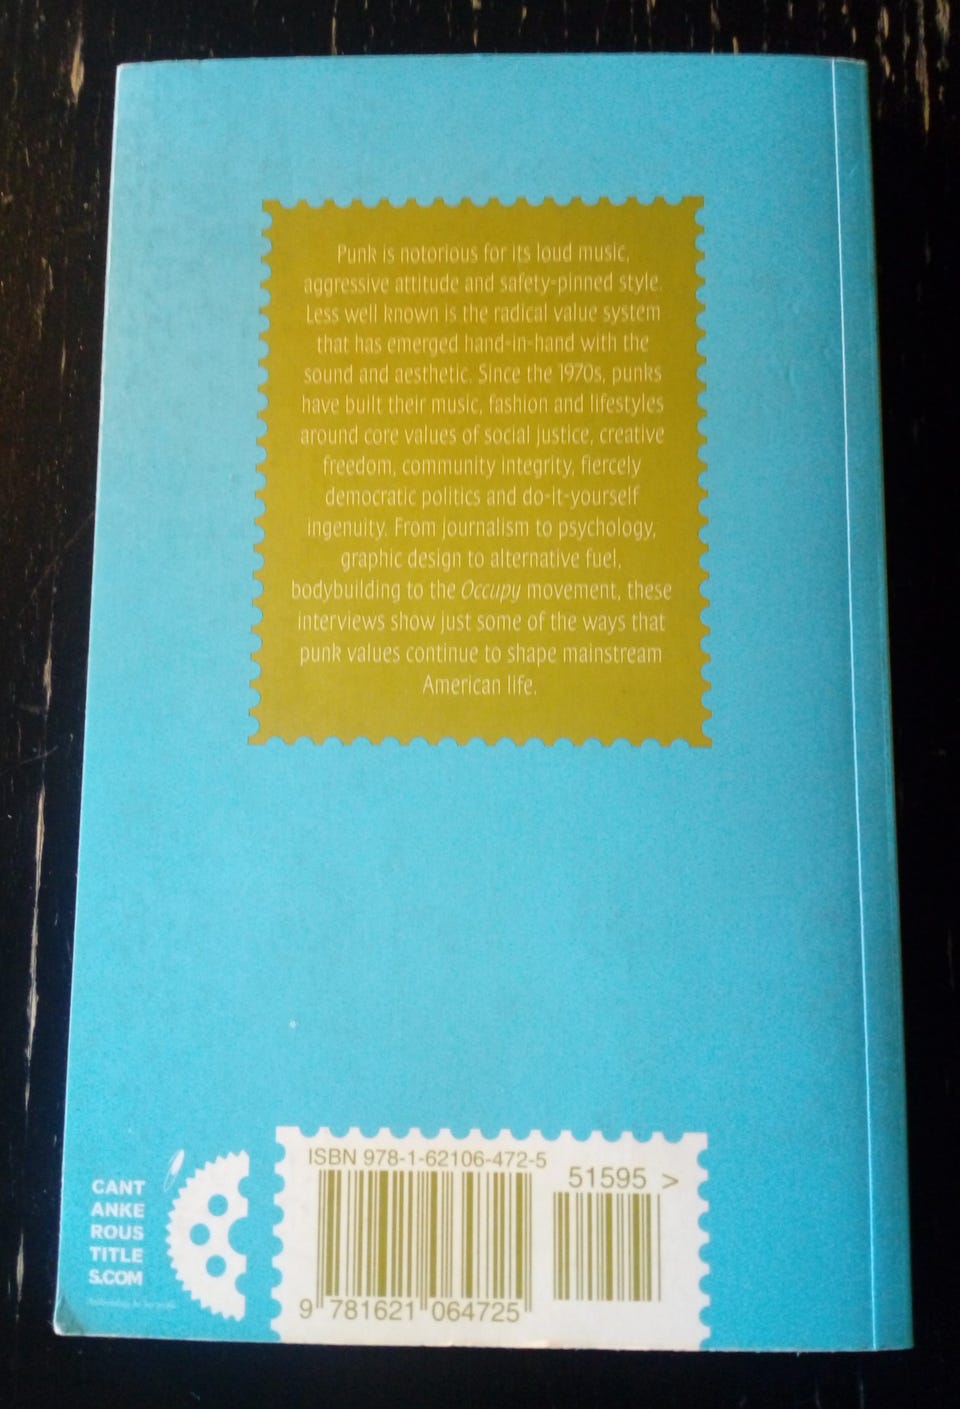 Punk is notorious for its loud music,
aggressive attitude and safety-pinned style.
Less well known is the radical value system
that has emerged hand-in-hand with the
sound and aesthetic. Since the 1970s, punks
have built their music, fashion and lifestyles
around core values of social justice, creative
freedom, community integrity, fiercely
democratic politics and do-it-yourself
ingenuity. From journalism to psychology,
graphic design to alternative fuel,
bodybuilding to the Occupy movement, these
interviews show just some of the ways that
punk values continue to shape mainstream
American life.
CANT
ANKE
ROUS
TITLE
S.COM
ISBN 978-1-62106-472-5
51595 >
9 781621 064725